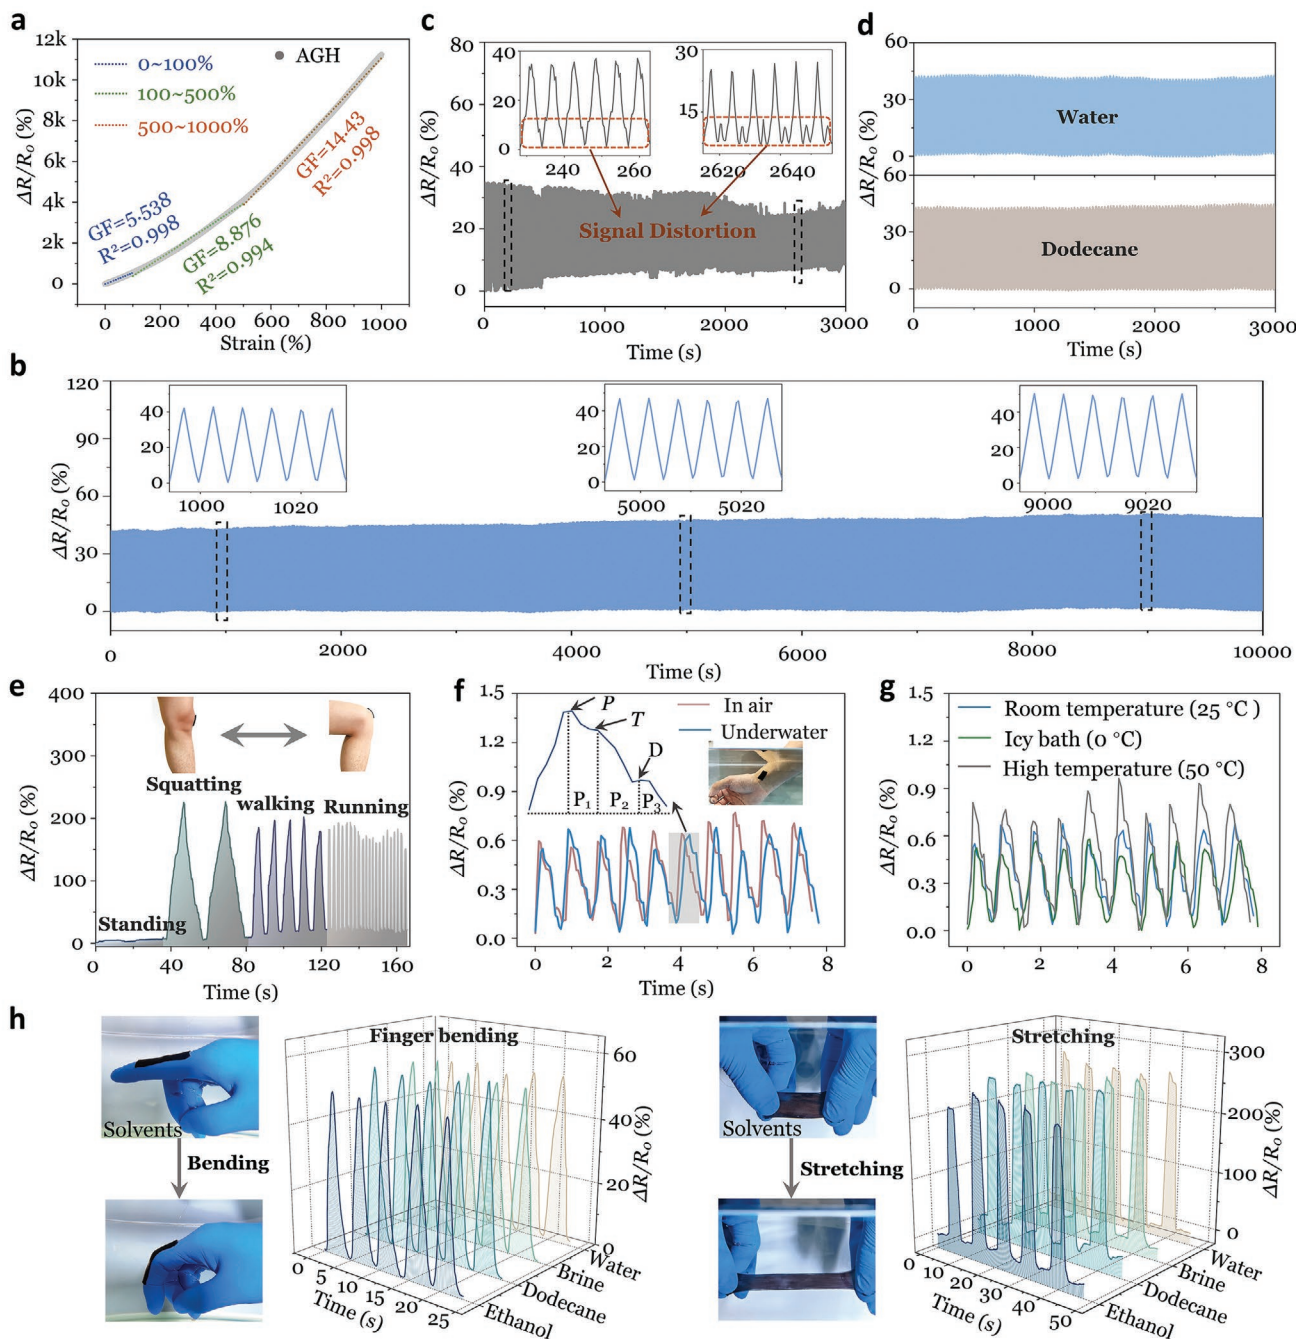 a
12k
10k
8k
6k
4k
2k
0
ΔR/Ro (%)
0~100%
100~500%
500~1000%
AGH
GF=5.538
R²=0.998
GF=8.876
R²=0.994
GF=14.43
R²=0.998
0 200 400 600 800 1000
Strain (%)
c
80
60
40
20
0
ΔR/Ro (%)
40
20
0
240 260
30
15
0
2620 2640
Signal Distortion
0 1000 2000 3000
Time (s)
d
60
30
0
Water
60
30
0
Dodecane
ΔR/Ro (%)
0 1000 2000 3000
Time (s)
b
120
90
60
30
0
ΔR/Ro (%)
40
20
0
1000 1020
40
20
0
5000 5020
40
20
0
9000 9020
0 2000 4000 6000 8000 10000
Time (s)
e
400
300
200
100
0
ΔR/Ro (%)
Squatting
walking
Running
Standing
0 40 80 120 160
Time (s)
f
1.5
1.2
0.9
0.6
0.3
0.0
ΔR/Ro (%)
P
T
D
P1 P2 P3
In air
Underwater
0 2 4 6 8
Time (s)
g
1.5
1.2
0.9
0.6
0.3
0.0
ΔR/Ro (%)
Room temperature (25 °C )
Icy bath (0 °C)
High temperature (50 °C)
0 2 4 6 8
Time (s)
h
Solvents
Bending
Finger bending
60
40
20
ΔR/Ro (%)
0 5 10 15 20 25
Time (s)
Water
Brine
Dodecane
Ethanol
Solvents
Stretching
Stretching
300
200
100
0
ΔR/Ro (%)
0 10 20 30 40 50
Time (s)
Water
Brine
Dodecane
Ethanol